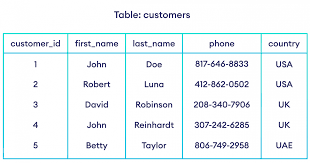 Table: customers
customer_id first_name last_name phone country
1 John Doe 817-646-8833 USA
2 Robert Luna 412-862-0502 USA
3 David Robinson 208-340-7906 UK
4 John Reinhardt 307-242-6285 UK
5 Betty Taylor 806-749-2958 UAE